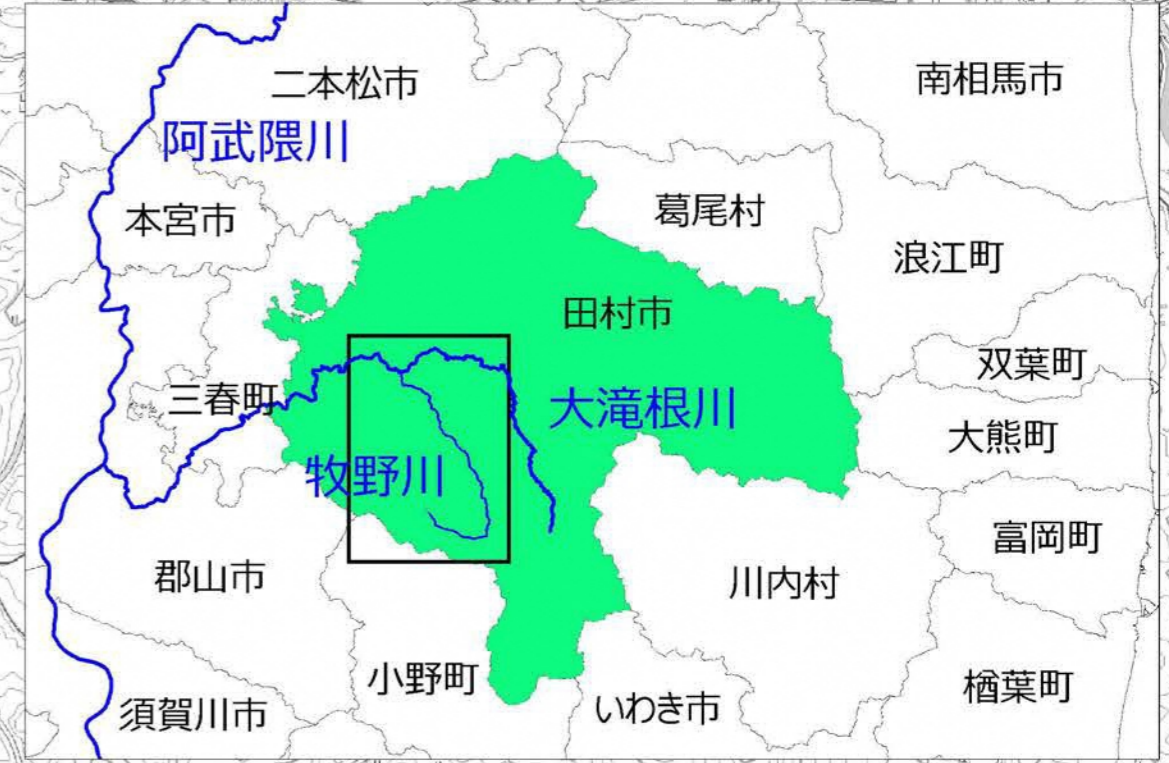 二本松市
南相馬市
阿武隈川
本宮市
葛尾村
浪江町
田村市
双葉町
三春町
大滝根川
大熊町
牧野川
富岡町
郡山市
川内村
小野町
楢葉町
須賀川市
いわき市